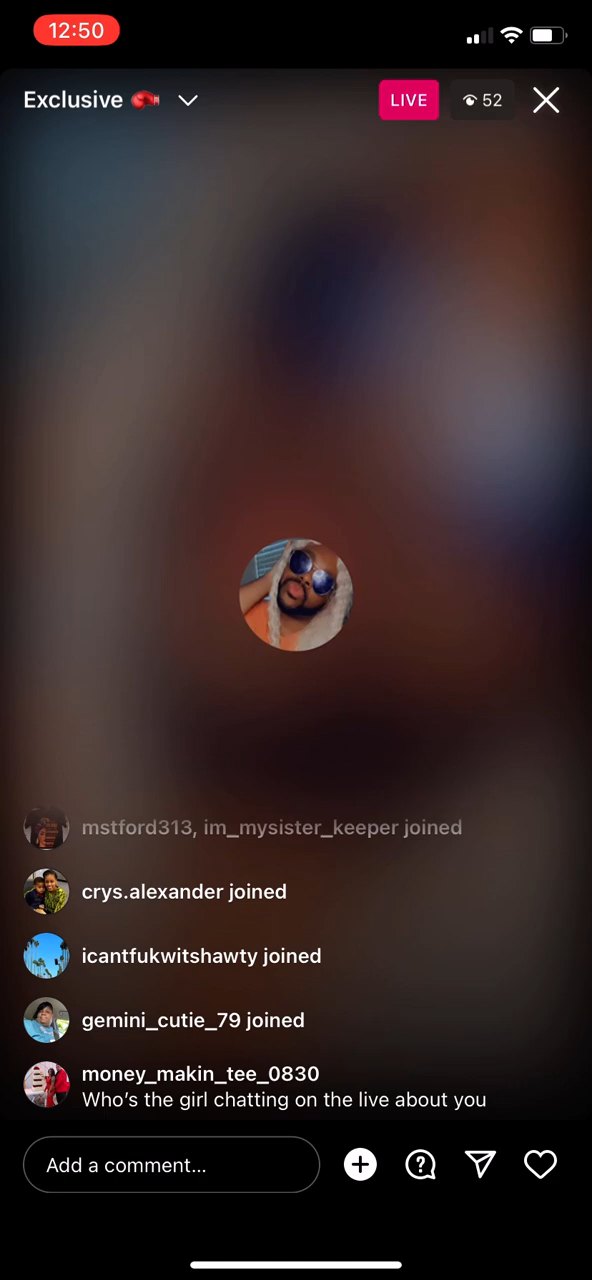 12:50
Exclusive 🥊
LIVE
52
mstford313, im_mysister_keeper joined
crys.alexander joined
icantfukwitshawty joined
gemini_cutie_79 joined
money_makin_tee_0830
Who's the girl chatting on the live about you
Add a comment...